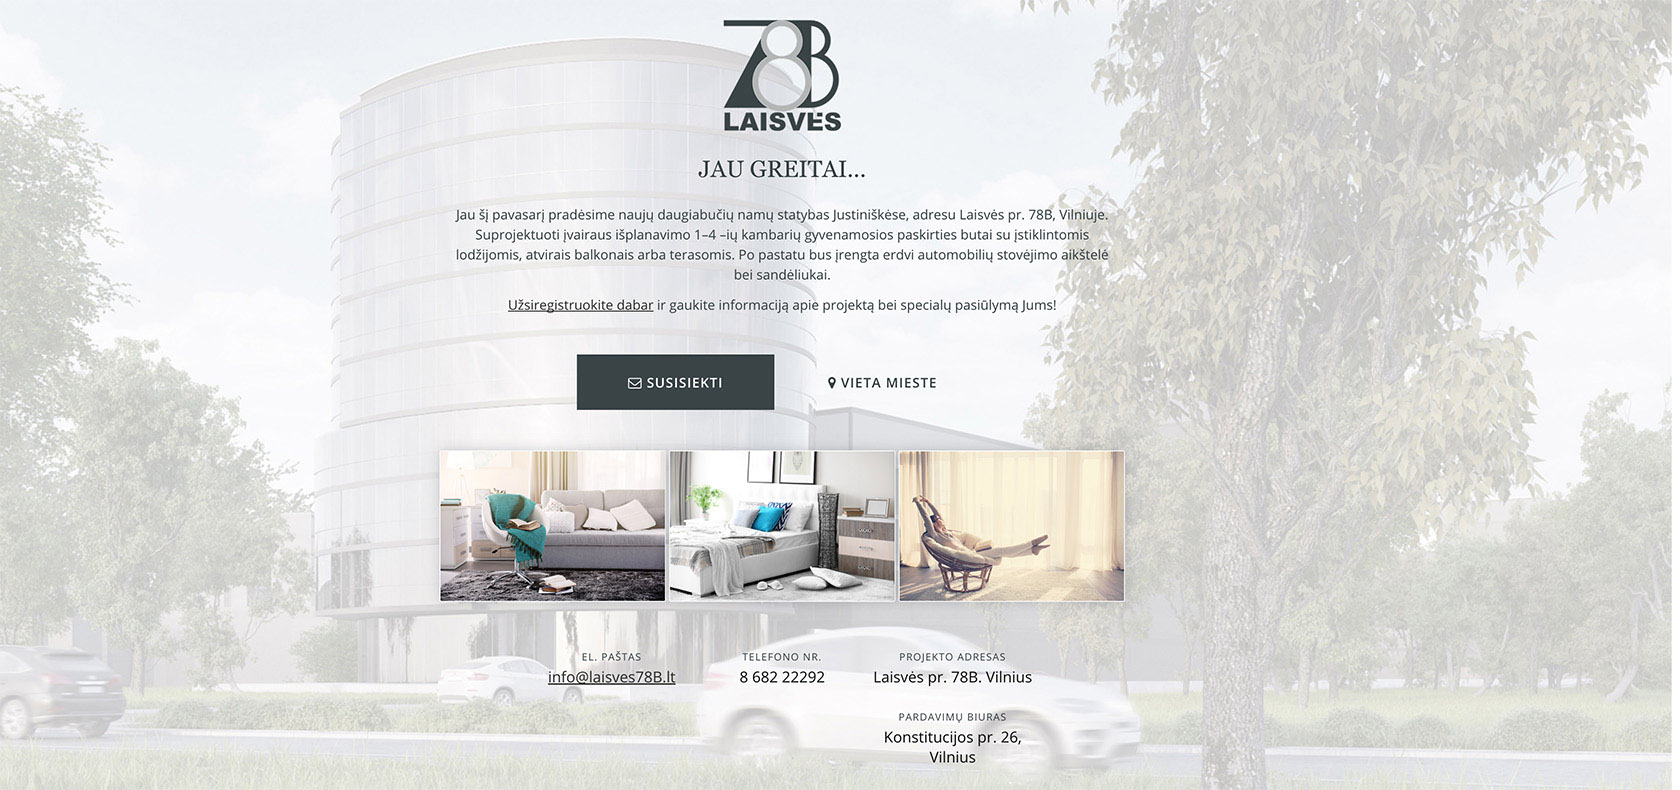 78B
LAISVĖS
JAU GREITAI...
Jau šį pavasarį pradėsime naujų daugiabučių namų statybas Justiniškėse, adresu Laisvės pr. 78B, Vilniuje.
Suprojektuoti įvairaus išplanavimo 1–4 –ių kambarių gyvenamosios paskirties butai su įstiklintomis
lodžijomis, atvirais balkonais arba terasomis. Po pastatu bus įrengta erdvi automobilių stovėjimo aikštelė
bei sandėliukai.
Užsiregistruokite dabar ir gaukite informaciją apie projektą bei specialų pasiūlymą Jums!
SUSISIEKTI
VIETA MIESTE
EL. PAŠTAS
info@laisves78B.lt
TELEFONO NR.
8 682 22292
PROJEKTO ADRESAS
Laisvės pr. 78B. Vilnius
PARDAVIMŲ BIURAS
Konstitucijos pr. 26,
Vilnius